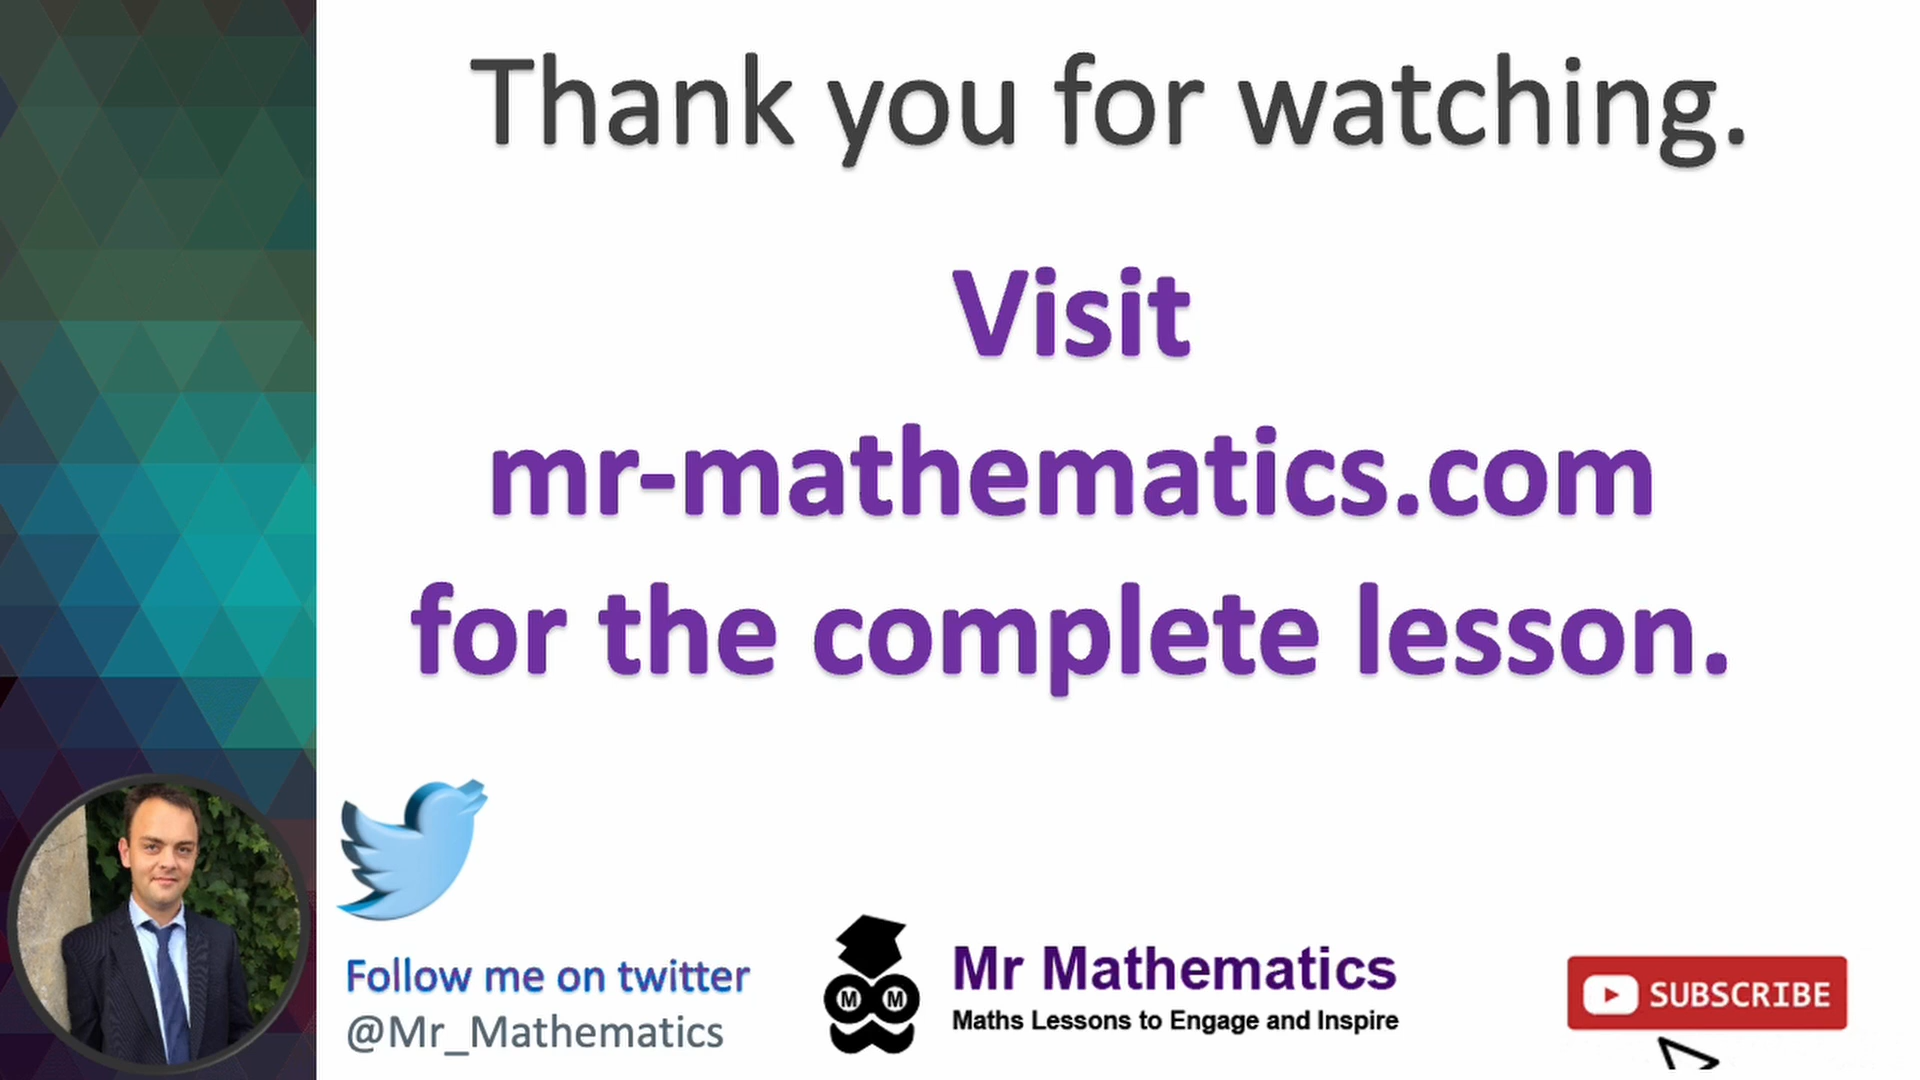 Thank you for watching.
Visit
mr-mathematics.com
for the complete lesson.
Follow me on twitter
@Mr_Mathematics
M M
Mr Mathematics
Maths Lessons to Engage and Inspire
SUBSCRIBE